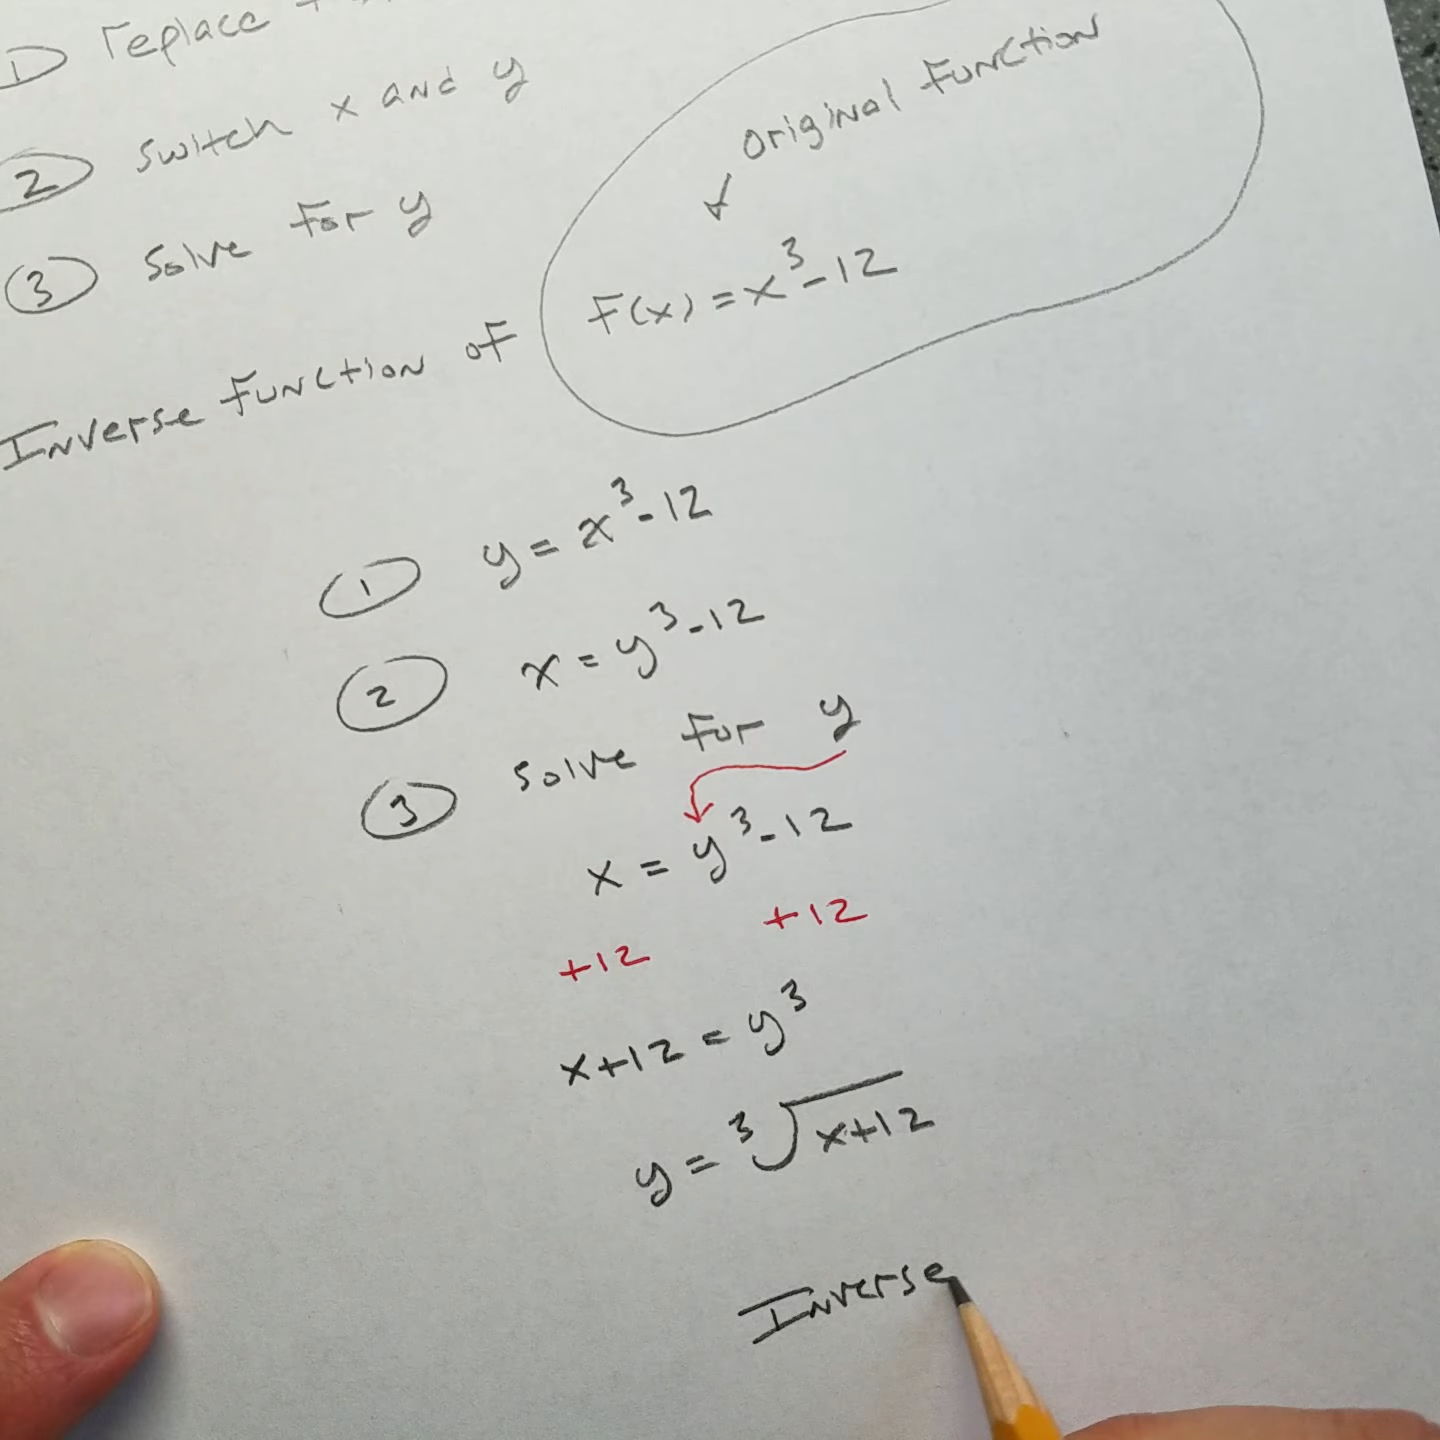 1) replace
2 switch x and y
3 solve for y
Original Function
F(x) = x³-12
Inverse Function of
1 y = x³-12
2 x = y³-12
3 solve for y
x = y³-12
+12 +12
x+12 = y³
y = ³√x+12
Inverse